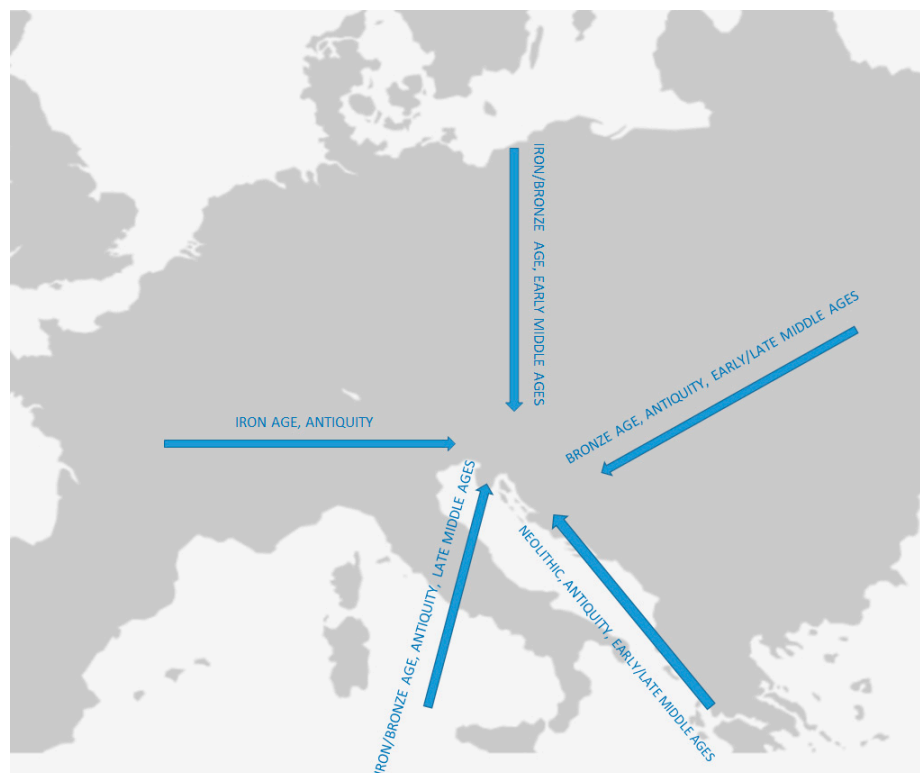 IRON/BRONZE AGE, EARLY MIDDLE AGES
BRONZE AGE, ANTIQUITY, EARLY/LATE MIDDLE AGES
IRON AGE, ANTIQUITY
IRON/BRONZE AGE, ANTIQUITY, LATE MIDDLE AGES
NEOLITHIC, ANTIQUITY, EARLY/LATE MIDDLE AGES